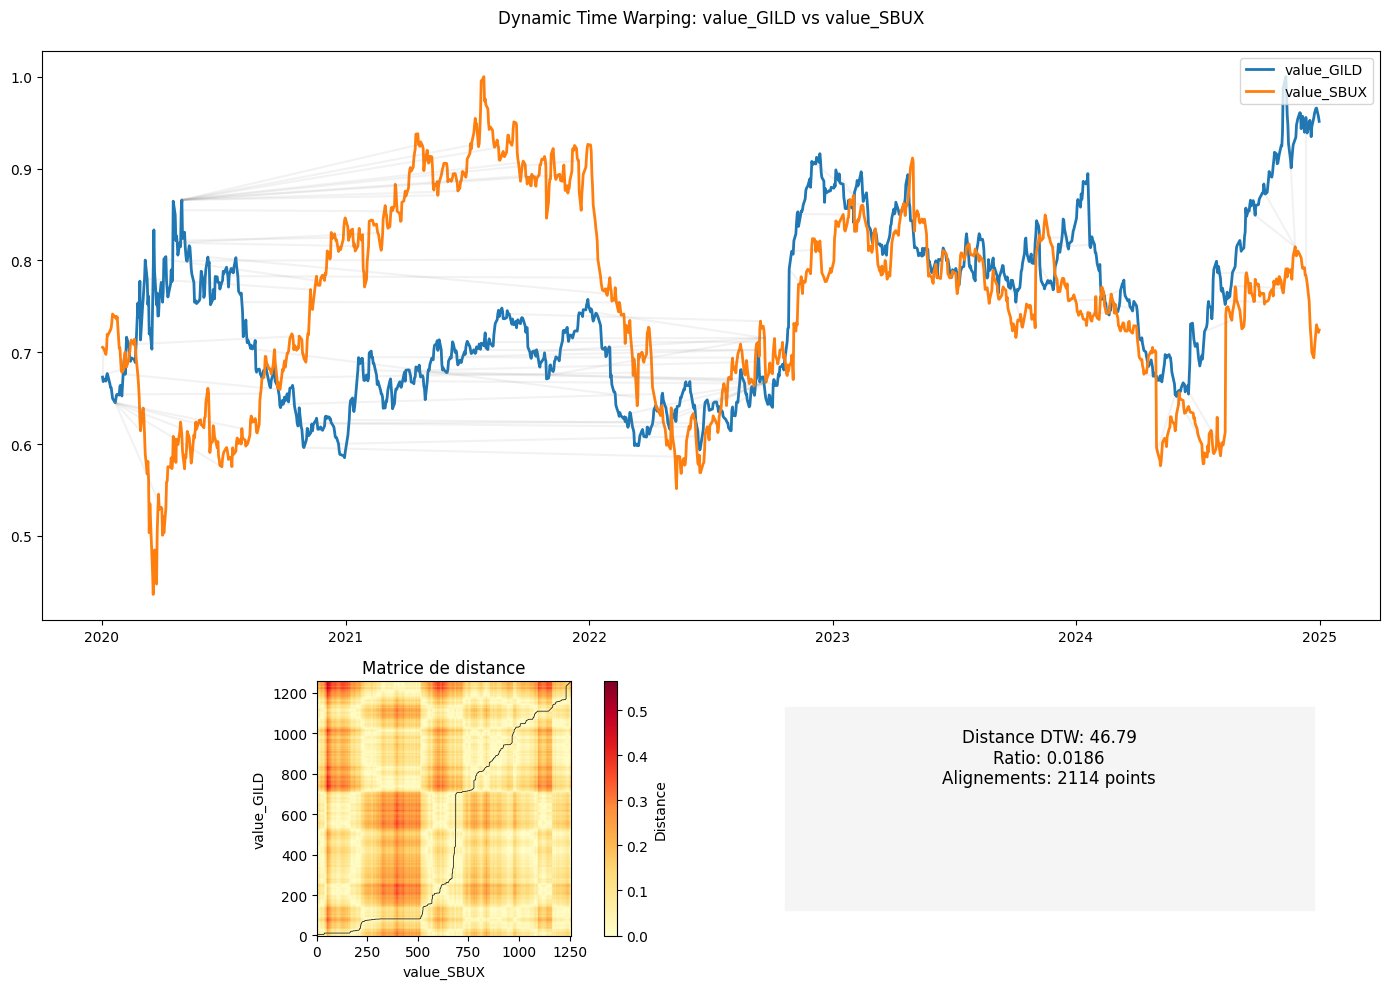 Dynamic Time Warping: value_GILD vs value_SBUX
value_GILD
value_SBUX
1.0
0.9
0.8
0.7
0.6
0.5
2020 2021 2022 2023 2024 2025
Matrice de distance
value_GILD
1200
1000
800
600
400
200
0
0 250 500 750 1000 1250
value_SBUX
0.5
0.4
0.3
0.2
0.1
0.0
Distance
Distance DTW: 46.79
Ratio: 0.0186
Alignements: 2114 points